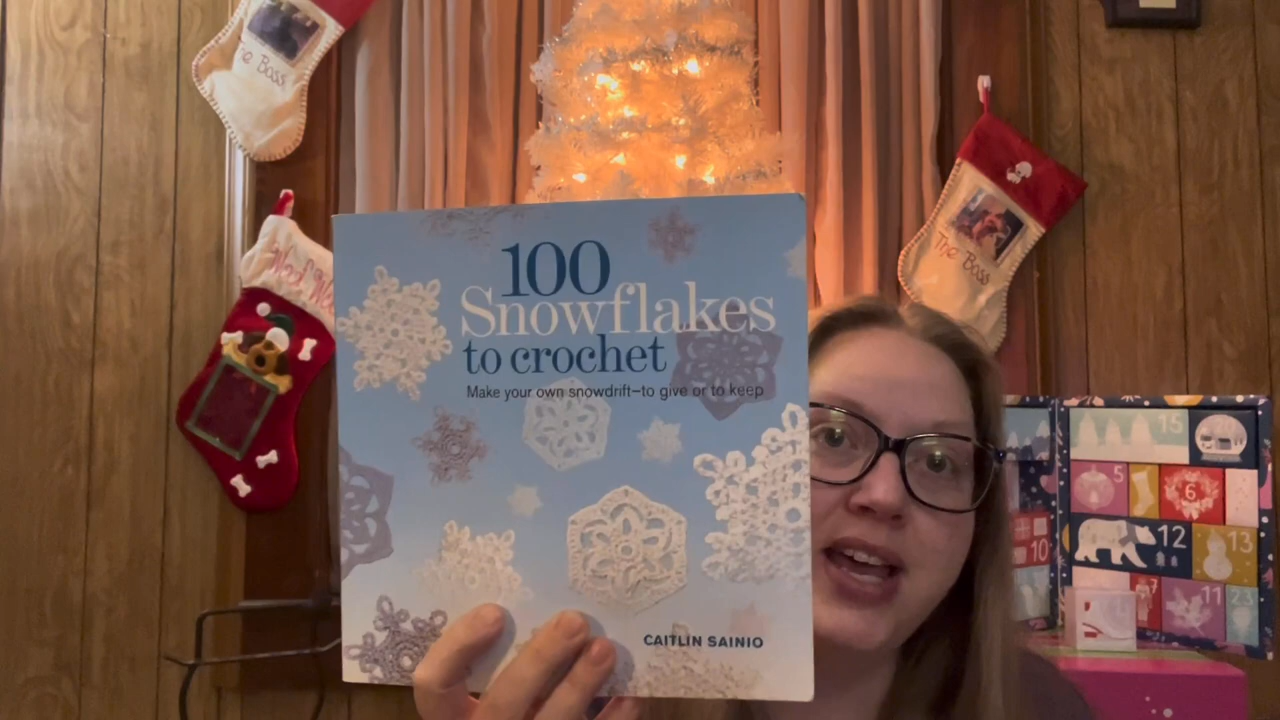 The Boss
100
Snowflakes
to crochet
Make your own snowdrift–to give or to keep
CAITLIN SAINIO
The Boss
15
5
6
10
12
13
11
23